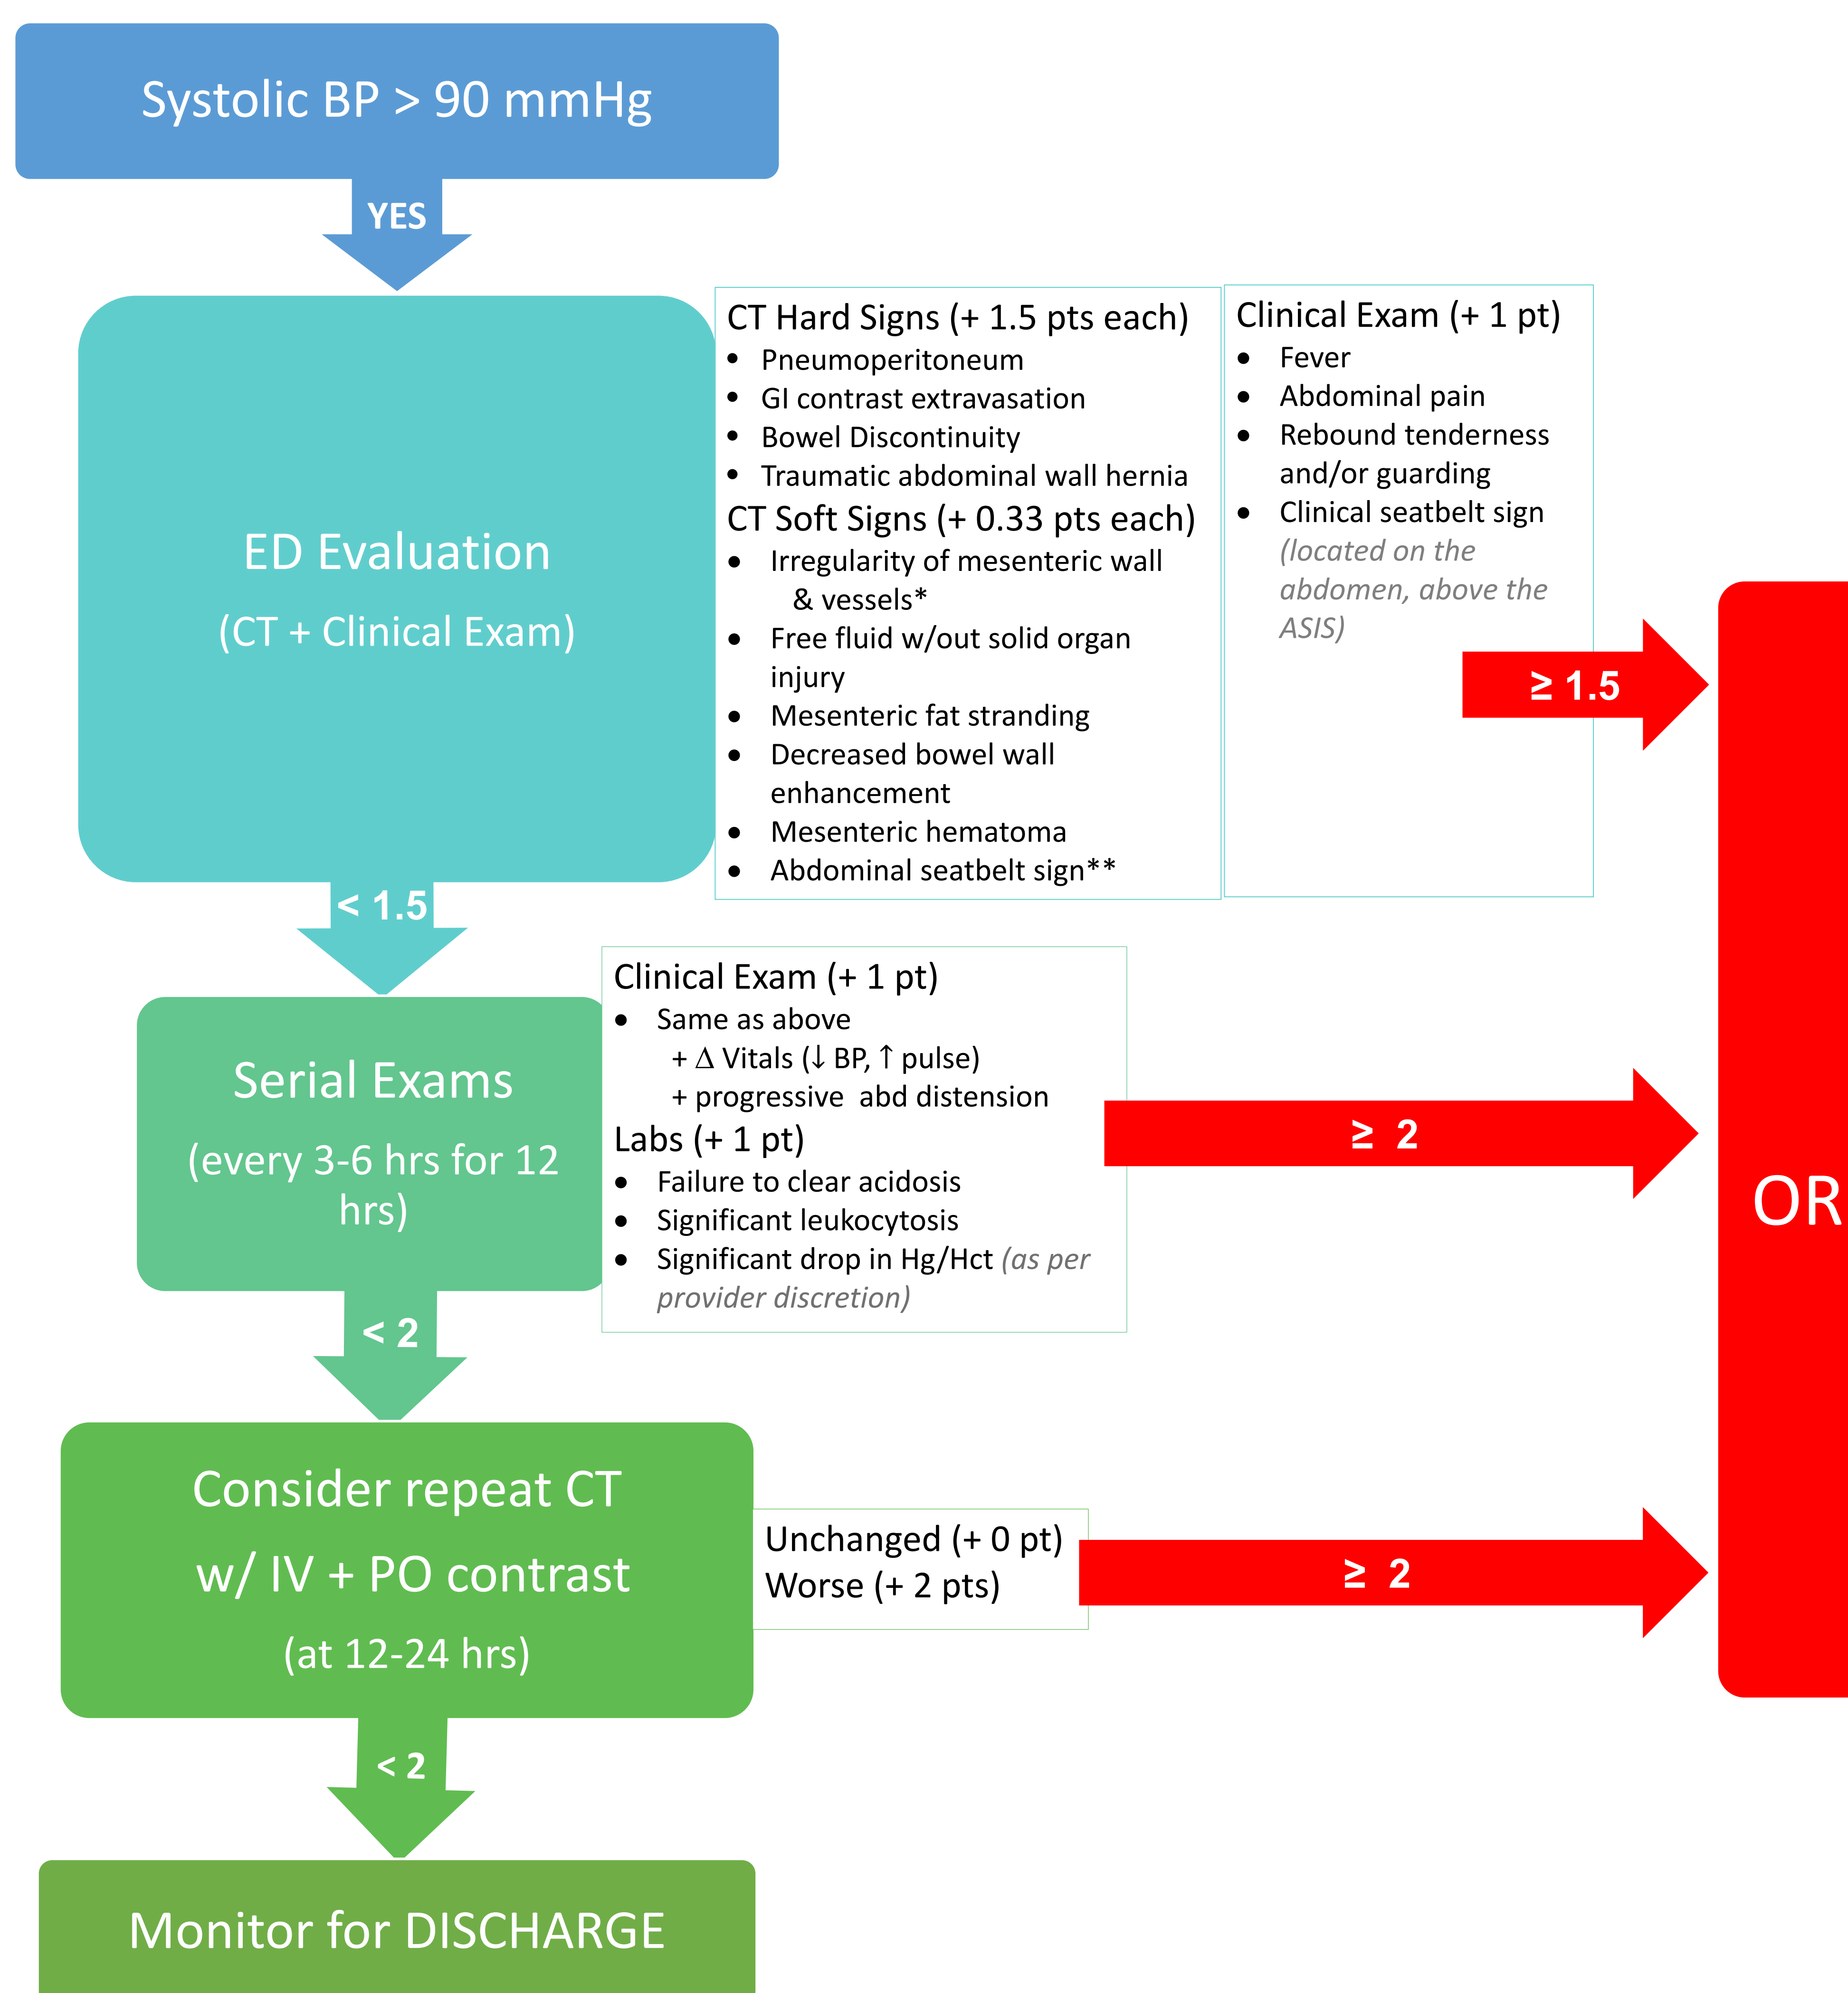 Systolic BP > 90 mmHg
YES
ED Evaluation
(CT + Clinical Exam)
CT Hard Signs (+ 1.5 pts each)
• Pneumoperitoneum
• GI contrast extravasation
• Bowel Discontinuity
• Traumatic abdominal wall hernia
CT Soft Signs (+ 0.33 pts each)
• Irregularity of mesenteric wall
& vessels*
• Free fluid w/out solid organ
injury
• Mesenteric fat stranding
• Decreased bowel wall
enhancement
• Mesenteric hematoma
• Abdominal seatbelt sign**
Clinical Exam (+ 1 pt)
• Fever
• Abdominal pain
• Rebound tenderness
and/or guarding
• Clinical seatbelt sign
(located on the
abdomen, above the
ASIS)
≥ 1.5
< 1.5
Serial Exams
(every 3-6 hrs for 12
hrs)
Clinical Exam (+ 1 pt)
• Same as above
+ Δ Vitals (↓ BP, ↑ pulse)
+ progressive abd distension
Labs (+ 1 pt)
• Failure to clear acidosis
• Significant leukocytosis
• Significant drop in Hg/Hct (as per
provider discretion)
≥ 2
OR
< 2
Consider repeat CT
w/ IV + PO contrast
(at 12-24 hrs)
Unchanged (+ 0 pt)
Worse (+ 2 pts)
≥ 2
< 2
Monitor for DISCHARGE